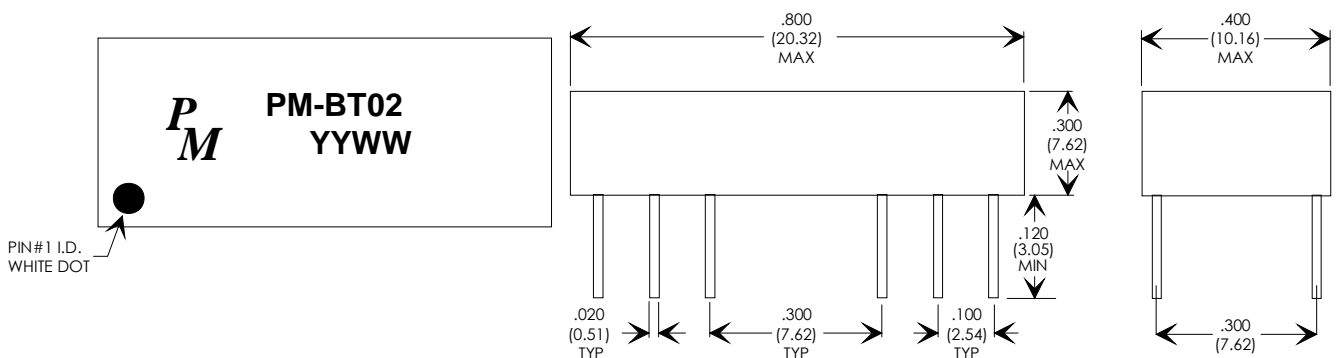 P
M
PM-BT02
YYWW
PIN#1 I.D.
WHITE DOT
.800
(20.32)
MAX
.300
(7.62)
MAX
.120
(3.05)
MIN
.020
(0.51)
TYP
.300
(7.62)
TYP
.100
(2.54)
TYP
.400
(10.16)
MAX
.300
(7.62)